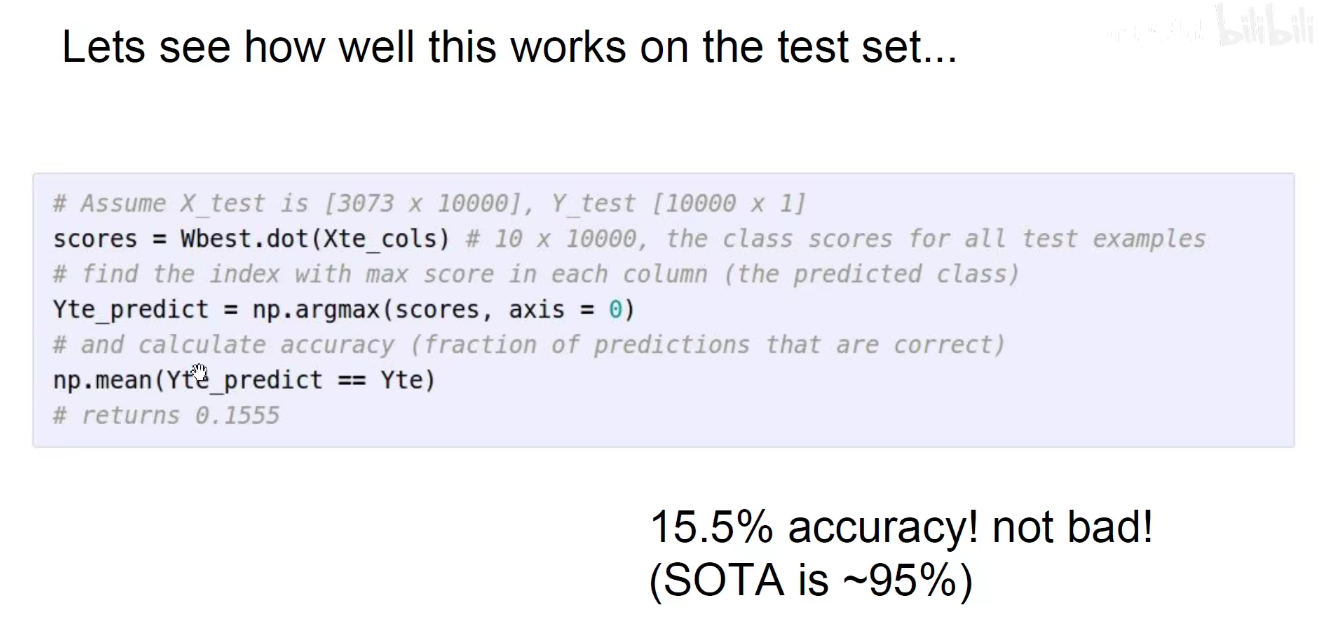 Lets see how well this works on the test set...
bilibili
# Assume X_test is [3073 x 10000], Y_test [10000 x 1]
scores = Wbest.dot(Xte_cols) # 10 x 10000, the class scores for all test examples
# find the index with max score in each column (the predicted class)
Yte_predict = np.argmax(scores, axis = 0)
# and calculate accuracy (fraction of predictions that are correct)
np.mean(Yte_predict == Yte)
# returns 0.1555
15.5% accuracy! not bad!
(SOTA is ~95%)